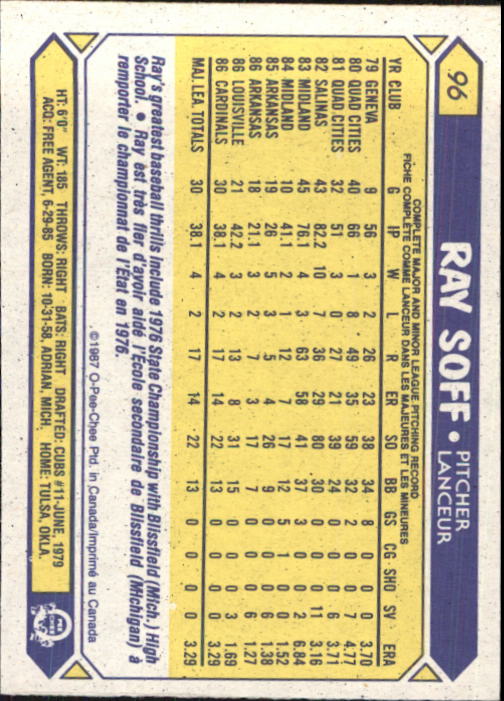 96
RAY SOFF • PITCHER
LANCEUR
COMPLETE MAJOR AND MINOR LEAGUE PITCHING RECORD
FICHE COMPLÈTE COMME LANCEUR DANS LES MAJEURES ET LES MINEURES
YR CLUB G IP W L R ER SO BB GS CG SHO SV ERA
79 GENEVA 9 56 3 2 26 23 38 34 8 0 0 0 3.70
80 QUAD CITIES 40 66 1 8 49 35 59 32 2 0 0 7 4.77
81 QUAD CITIES 32 51 3 0 27 21 39 24 0 0 0 6 3.71
82 SALINAS 43 82.2 10 7 36 29 80 30 0 0 0 11 3.16
83 MIDLAND 45 76.1 4 3 63 58 41 37 3 0 0 2 6.84
84 MIDLAND 10 41.1 2 1 12 7 17 12 5 1 0 0 1.52
85 ARKANSAS 19 26 5 3 5 4 26 9 0 0 0 6 1.38
86 ARKANSAS 18 21.1 3 2 7 3 7 7 0 0 0 6 1.27
86 LOUISVILLE 21 42.2 3 2 13 8 31 15 0 0 0 3 1.69
86 CARDINALS 30 38.1 4 2 17 14 22 13 0 0 0 0 3.29
MAJ. LEA. TOTALS 30 38.1 4 2 17 14 22 13 0 0 0 0 3.29
Ray's greatest baseball thrills include 1976 State Championship with Blissfield (Mich.) High
School. • Ray est très fier d'avoir aidé l'École secondaire de Blissfield (Michigan) à
remporter le championnat de l'État en 1976.
©1987 O-Pee-Chee Ptd. in Canada/Imprimé au Canada
HT: 6'0" WT: 185 THROWS: RIGHT BATS: RIGHT DRAFTED: CUBS #11-JUNE, 1979
ACQ: FREE AGENT, 6-29-85 BORN: 10-31-58, ADRIAN, MICH. HOME: TULSA, OKLA.
O-PEE-CHEE